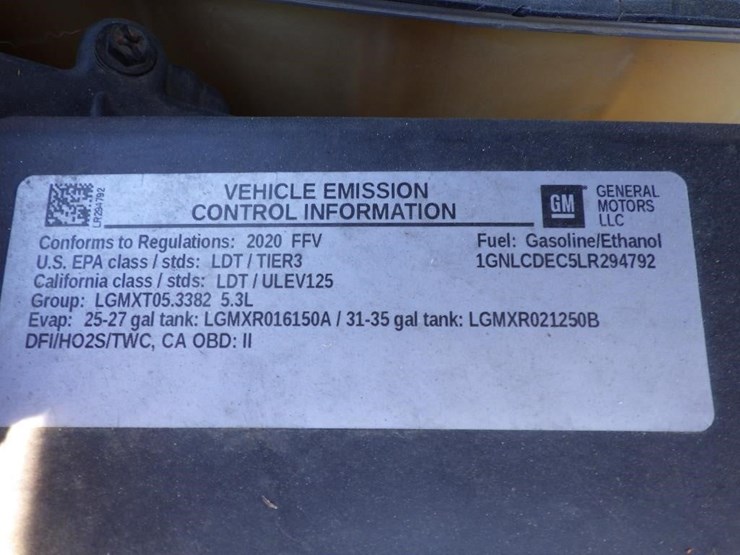 LR294792
VEHICLE EMISSION
CONTROL INFORMATION
GM
GENERAL
MOTORS
LLC
Conforms to Regulations: 2020 FFV
Fuel: Gasoline/Ethanol
U.S. EPA class / stds: LDT / TIER3
1GNLCDEC5LR294792
California class / stds: LDT / ULEV125
Group: LGMXT05.3382 5.3L
Evap: 25-27 gal tank: LGMXR016150A / 31-35 gal tank: LGMXR021250B
DFI/HO2S/TWC, CA OBD: II